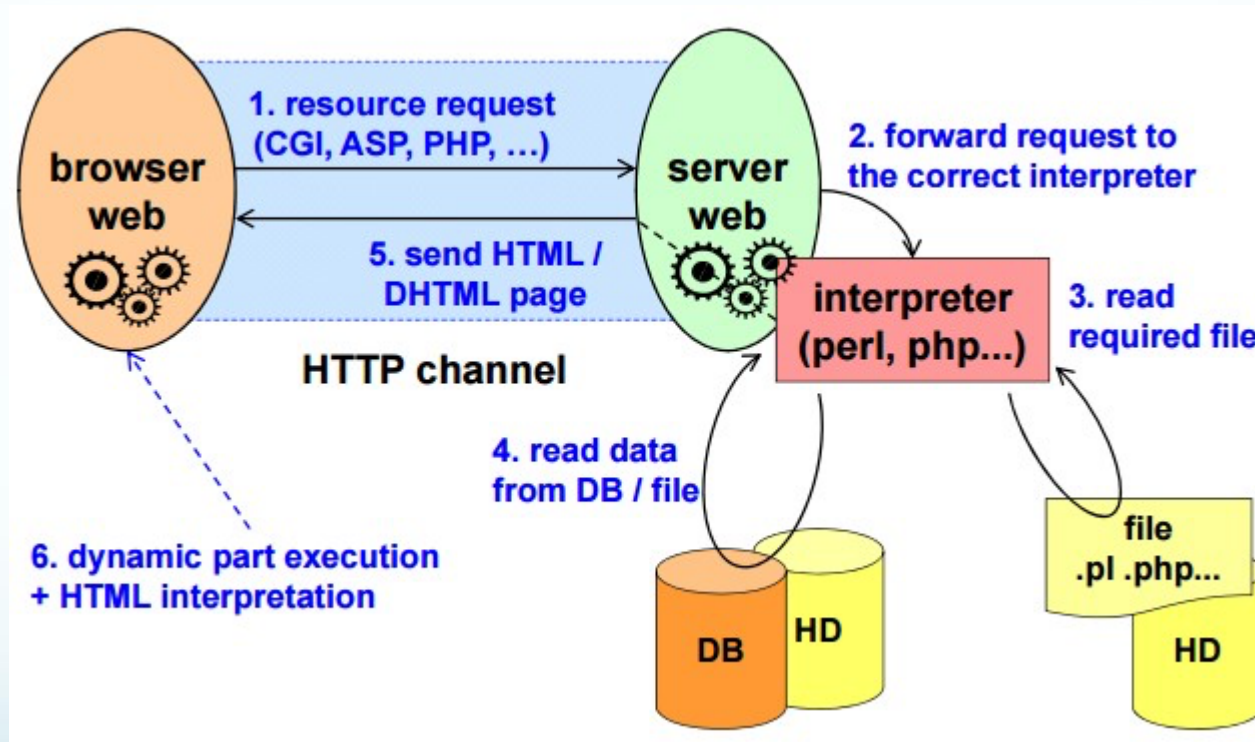 1. resource request
(CGI, ASP, PHP, ...)
browser
web
server
web
2. forward request to
the correct interpreter
5. send HTML /
DHTML page
interpreter
(perl, php...)
3. read
required file
HTTP channel
4. read data
from DB / file
6. dynamic part execution
+ HTML interpretation
file
.pl .php...
DB
HD
HD